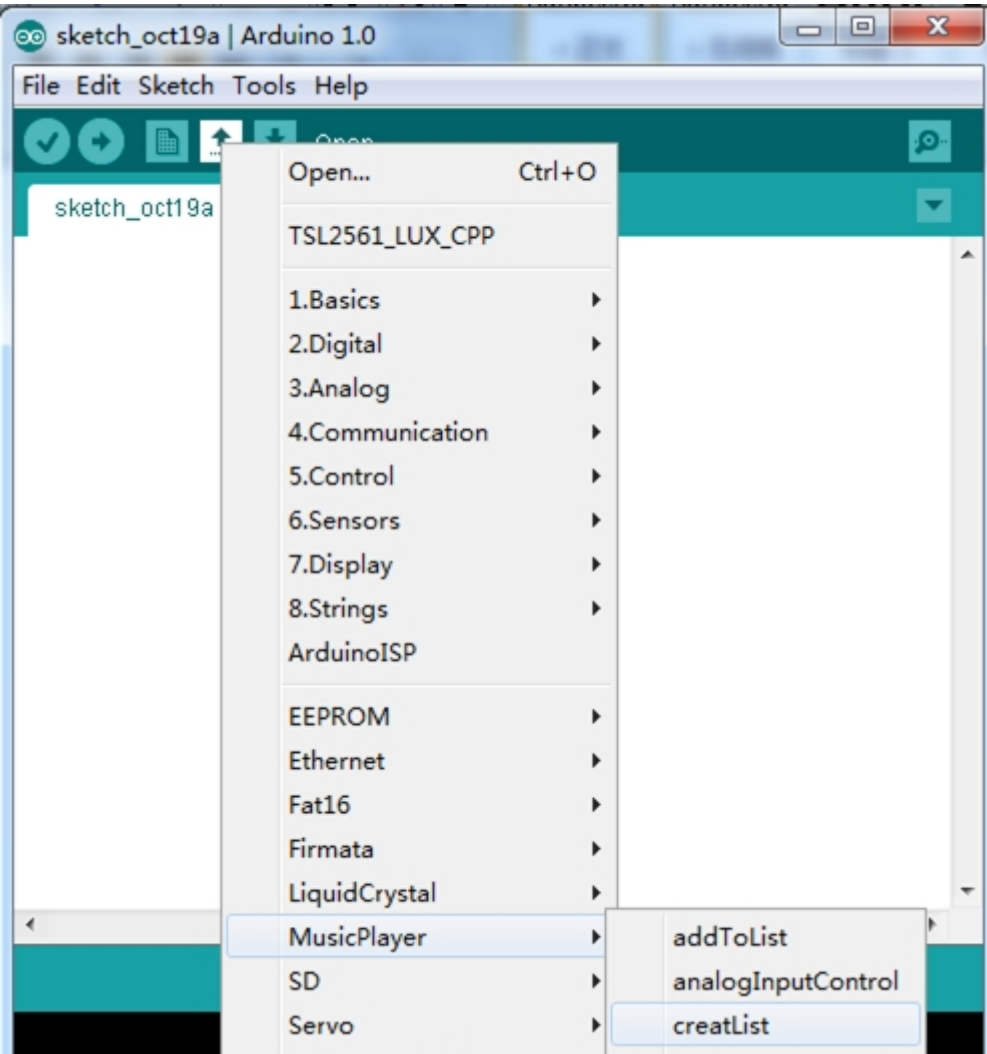 sketch_oct19a | Arduino 1.0
File Edit Sketch Tools Help
Open
Open... Ctrl+O
sketch_oct19a
TSL2561_LUX_CPP
1.Basics
2.Digital
3.Analog
4.Communication
5.Control
6.Sensors
7.Display
8.Strings
ArduinoISP
EEPROM
Ethernet
Fat16
Firmata
LiquidCrystal
MusicPlayer
addToList
SD
analogInputControl
Servo
creatList